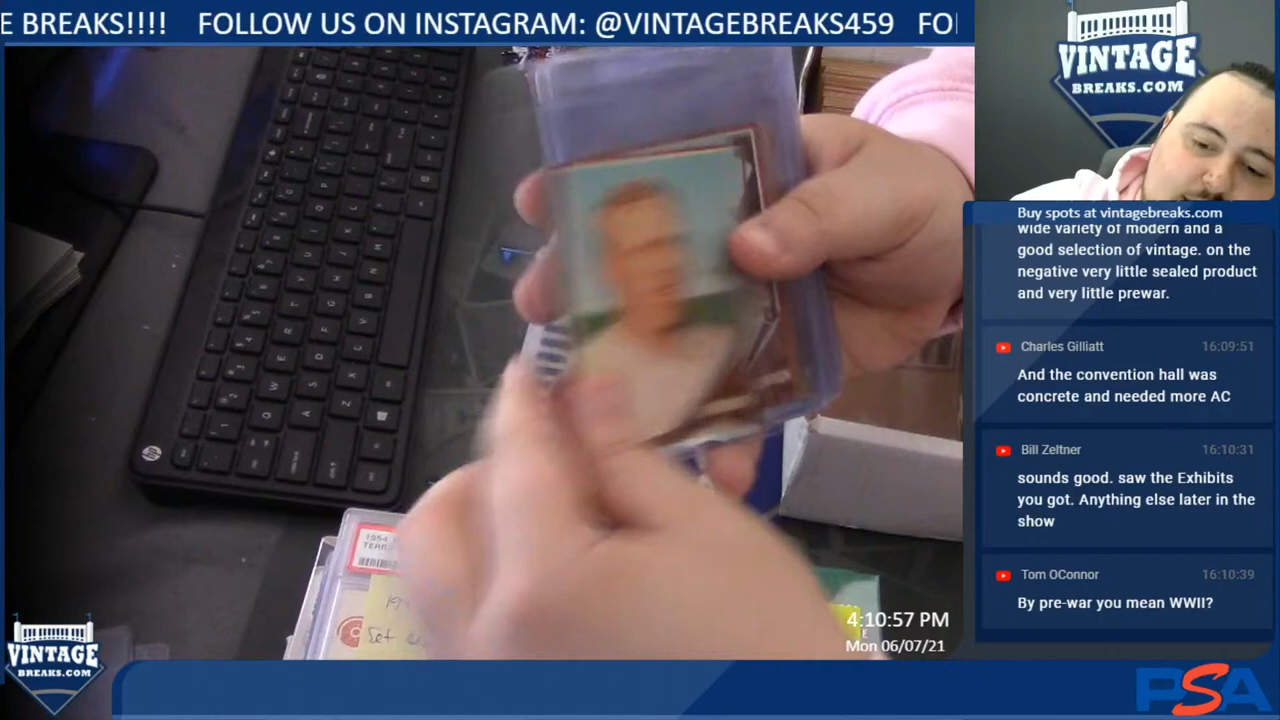 E BREAKS!!!! FOLLOW US ON INSTAGRAM: @VINTAGEBREAKS459 FO
VINTAGE
BREAKS.COM
Buy spots at vintagebreaks.com
wide variety of modern and a
good selection of vintage. on the
negative very little sealed product
and very little prewar.
Charles Gilliatt 16:09:51
And the convention hall was
concrete and needed more AC
Bill Zeltner 16:10:31
sounds good. saw the Exhibits
you got. Anything else later in the
show
Tom OConnor 16:10:39
By pre-war you mean WWII?
hp
1954
TERR
Set
4:10:57 PM
Mon 06/07/21
VINTAGE
BREAKS.COM
PSA